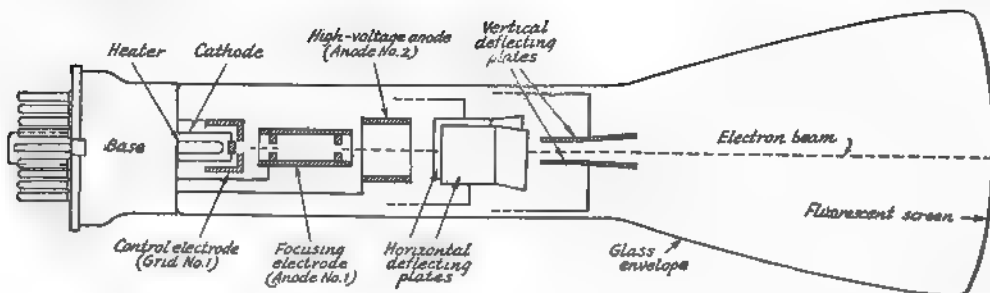 High-voltage anode
(Anode No.2)
Vertical
deflecting
plates
Heater
Cathode
Base
Electron beam
Fluorescent screen
Control electrode
(Grid No.1)
Focusing
electrode
(Anode No.1)
Horizontal
deflecting
plates
Glass
envelope